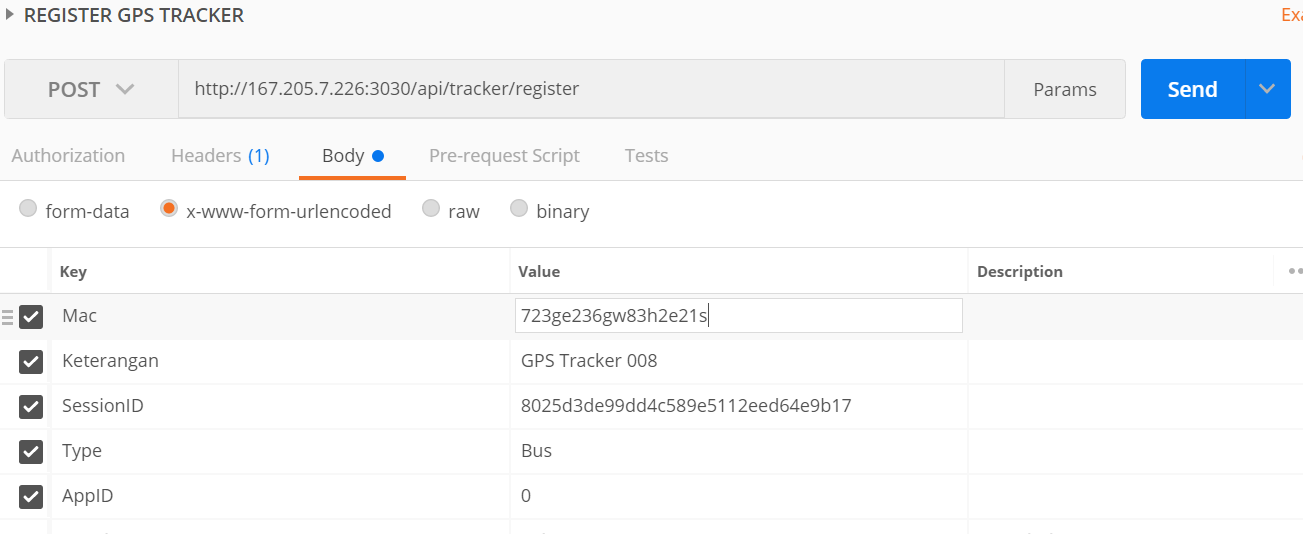 REGISTER GPS TRACKER
Exa
POST
http://167.205.7.226:3030/api/tracker/register
Params
Send
Authorization
Headers (1)
Body
Pre-request Script
Tests
form-data
x-www-form-urlencoded
raw
binary
Key Value Description
Mac 723ge236gw83h2e21s
Keterangan GPS Tracker 008
SessionID 8025d3de99dd4c589e5112eed64e9b17
Type Bus
AppID 0